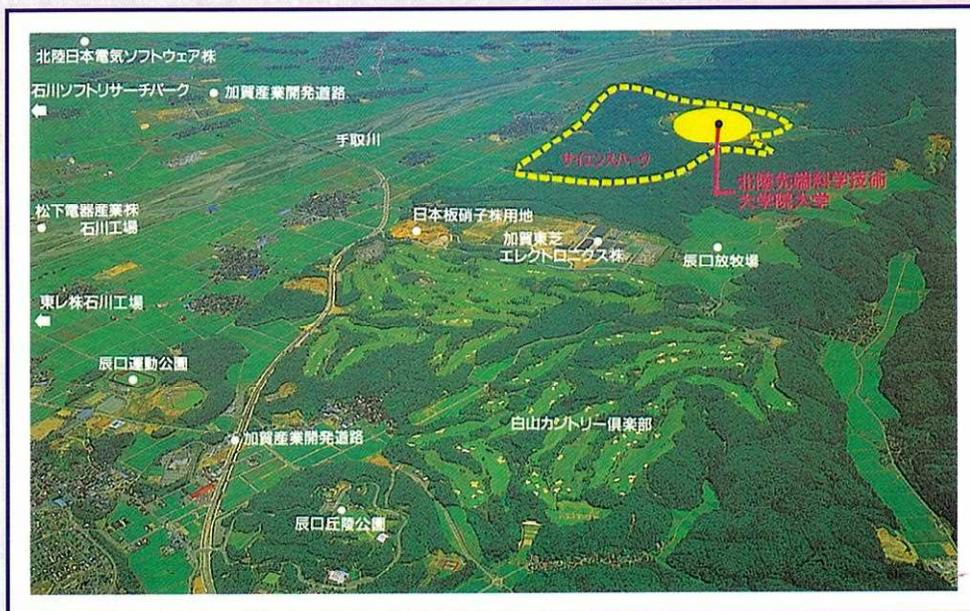 北陸日本電気ソフトウェア株
石川ソフトリサーチパーク
加賀産業開発道路
手取川
サイエンスパーク
北陸先端科学技術
大学院大学
松下電器産業株
石川工場
日本板硝子株用地
加賀東芝
エレクトロニクス株
辰口放牧場
東レ株石川工場
辰口運動公園
加賀産業開発道路
白山カントリー倶楽部
辰口丘陵公園